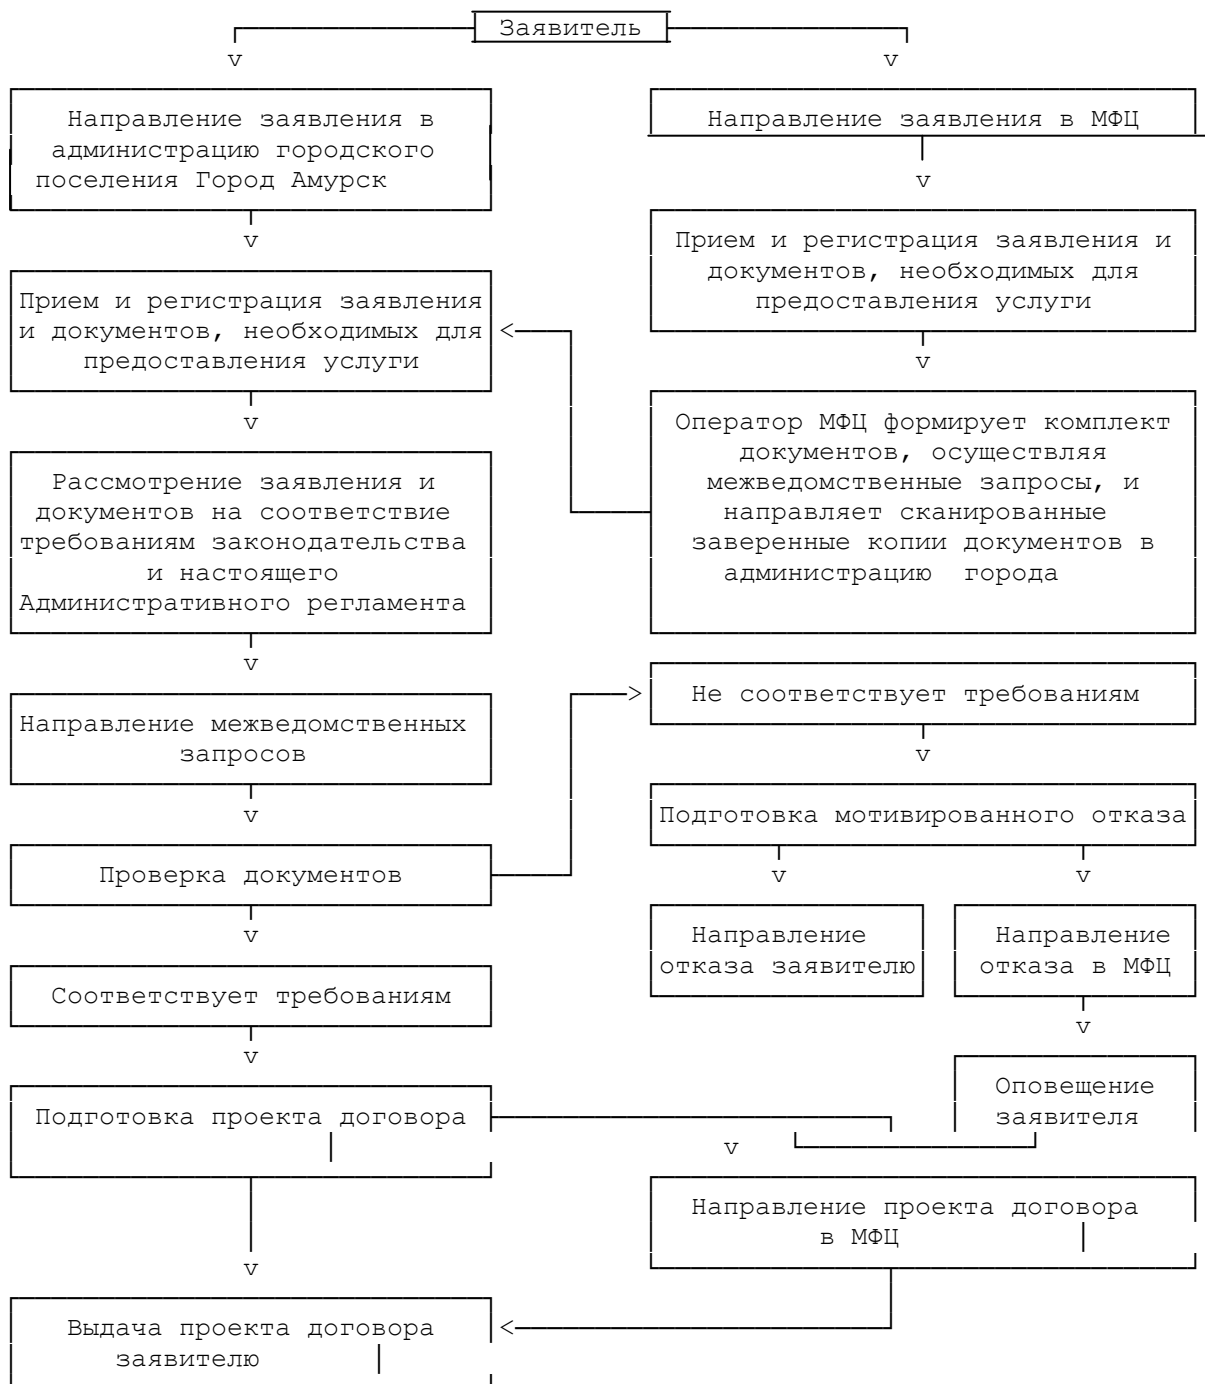 Заявитель
v
v
Направление заявления в
администрацию городского
поселения Город Амурск
v
Направление заявления в МФЦ
v
Прием и регистрация заявления и
документов, необходимых для
предоставления услуги
v
Прием и регистрация заявления
и документов, необходимых для
предоставления услуги
<
v
Оператор МФЦ формирует комплект
документов, осуществляя
межведомственные запросы, и
направляет сканированные
заверенные копии документов в
администрацию города
Рассмотрение заявления и
документов на соответствие
требованиям законодательства
и настоящего
Административного регламента
v
Направление межведомственных
запросов
v
>
Не соответствует требованиям
v
Подготовка мотивированного отказа
v
v
Проверка документов
v
Направление
отказа заявителю
Направление
отказа в МФЦ
v
Соответствует требованиям
v
Оповещение
заявителя
Подготовка проекта договора
v
v
Направление проекта договора
в МФЦ
Выдача проекта договора
заявителю
<